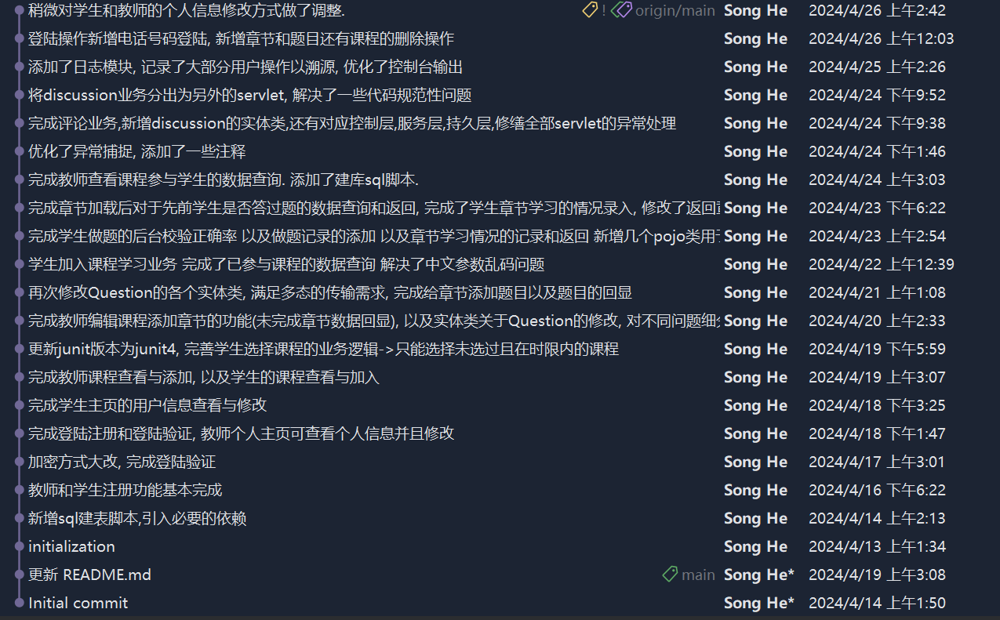 稍微对学生和教师的个人信息修改方式做了调整. ! origin/main Song He 2024/4/26 上午2:42
登陆操作新增电话号码登陆, 新增章节和题目还有课程的删除操作 Song He 2024/4/26 上午12:03
添加了日志模块, 记录了大部分用户操作以溯源, 优化了控制台输出 Song He 2024/4/25 上午2:26
将discussion业务分出为另外的servlet, 解决了一些代码规范性问题 Song He 2024/4/24 下午9:52
完成评论业务,新增discussion的实体类,还有对应控制层,服务层,持久层,修缮全部servlet的异常处理 Song He 2024/4/24 下午9:38
优化了异常捕捉, 添加了一些注释 Song He 2024/4/24 下午1:46
完成教师查看课程参与学生的数据查询. 添加了建库sql脚本. Song He 2024/4/24 上午3:03
完成章节加载后对于先前学生是否答过题的数据查询和返回, 完成了学生章节学习的情况录入, 修改了返回 Song He 2024/4/23 下午6:22
完成学生做题的后台校验正确率 以及做题记录的添加 以及章节学习情况的记录和返回 新增几个pojo类用 Song He 2024/4/23 上午2:54
学生加入课程学习业务 完成了已参与课程的数据查询 解决了中文参数乱码问题 Song He 2024/4/22 上午12:39
再次修改Question的各个实体类, 满足多态的传输需求, 完成给章节添加题目以及题目的回显 Song He 2024/4/21 上午1:08
完成教师编辑课程添加章节的功能(未完成章节数据回显), 以及实体类关于Question的修改, 对不同问题细 Song He 2024/4/20 上午2:33
更新junit版本为junit4, 完善学生选择课程的业务逻辑->只能选择未选过且在时限内的课程 Song He 2024/4/19 下午5:59
完成教师课程查看与添加, 以及学生的课程查看与加入 Song He 2024/4/19 上午3:07
完成学生主页的用户信息查看与修改 Song He 2024/4/18 下午3:25
完成登陆注册和登陆验证, 教师个人主页可查看个人信息并且修改 Song He 2024/4/18 下午1:47
加密方式大改, 完成登陆验证 Song He 2024/4/17 上午3:01
教师和学生注册功能基本完成 Song He 2024/4/16 下午6:22
新增sql建表脚本,引入必要的依赖 Song He 2024/4/14 上午2:13
initialization Song He 2024/4/13 上午1:34
更新 README.md main Song He* 2024/4/19 上午3:08
Initial commit Song He* 2024/4/14 上午1:50